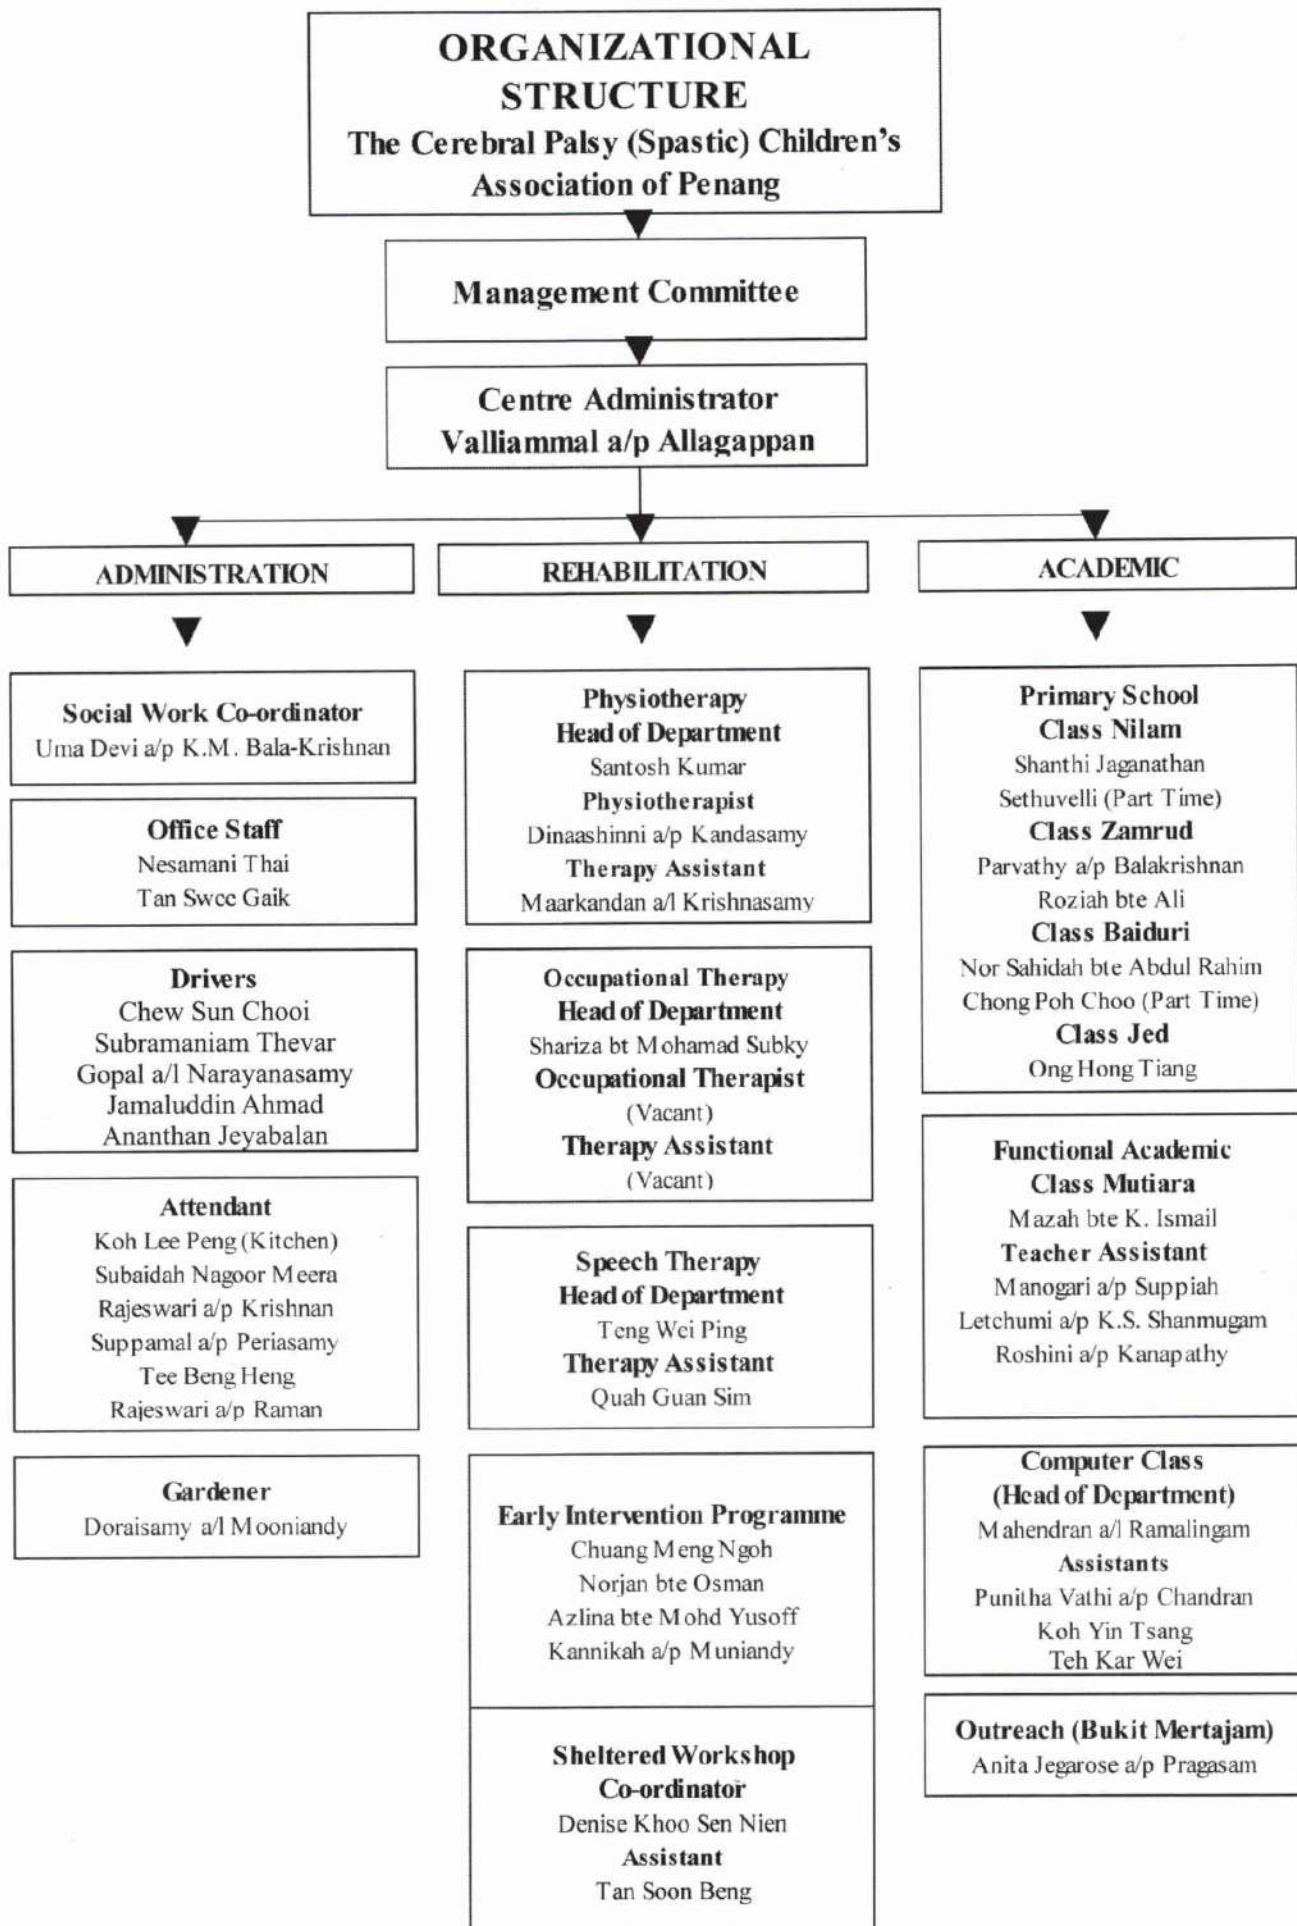 ORGANIZATIONAL
STRUCTURE
The Cerebral Palsy (Spastic) Children's
Association of Penang
Management Committee
Centre Administrator
Valliammal a/p Allagappan
ADMINISTRATION
Social Work Co-ordinator
Uma Devi a/p K.M. Bala-Krishnan
Office Staff
Nesamani Thai
Tan Swee Gaik
Drivers
Chew Sun Chooi
Subramaniam Thevar
Gopal a/l Narayanasamy
Jamaluddin Ahmad
Ananthan Jeyabalan
Attendant
Koh Lee Peng (Kitchen)
Subaidah Nagoor Meera
Rajeswari a/p Krishnan
Suppamal a/p Periasamy
Tee Beng Heng
Rajeswari a/p Raman
Gardener
Doraisamy a/l Mooniandy
REHABILITATION
Physiotherapy
Head of Department
Santosh Kumar
Physiotherapist
Dinaashinni a/p Kandasamy
Therapy Assistant
Maarkandan a/l Krishnasamy
Occupational Therapy
Head of Department
Shariza bt Mohamad Subky
Occupational Therapist
(Vacant)
Therapy Assistant
(Vacant)
Speech Therapy
Head of Department
Teng Wei Ping
Therapy Assistant
Quah Guan Sim
Early Intervention Programme
Chuang Meng Ngoh
Norjan bte Osman
Azlina bte Mohd Yusoff
Kannikah a/p Muniandy
Sheltered Workshop
Co-ordinator
Denise Khoo Sen Nien
Assistant
Tan Soon Beng
ACADEMIC
Primary School
Class Nilam
Shanthi Jaganathan
Sethuvelli (Part Time)
Class Zamrud
Parvathy a/p Balakrishnan
Roziah bte Ali
Class Baiduri
Nor Sahidah bte Abdul Rahim
Chong Poh Choo (Part Time)
Class Jed
Ong Hong Tiang
Functional Academic
Class Mutiara
Mazah bte K. Ismail
Teacher Assistant
Manogari a/p Suppiah
Letchumi a/p K.S. Shanmugam
Roshini a/p Kanapathy
Computer Class
(Head of Department)
Mahendran a/l Ramalingam
Assistants
Punitha Vathi a/p Chandran
Koh Yin Tsang
Teh Kar Wei
Outreach (Bukit Mertajam)
Anita Jegarose a/p Pragasam